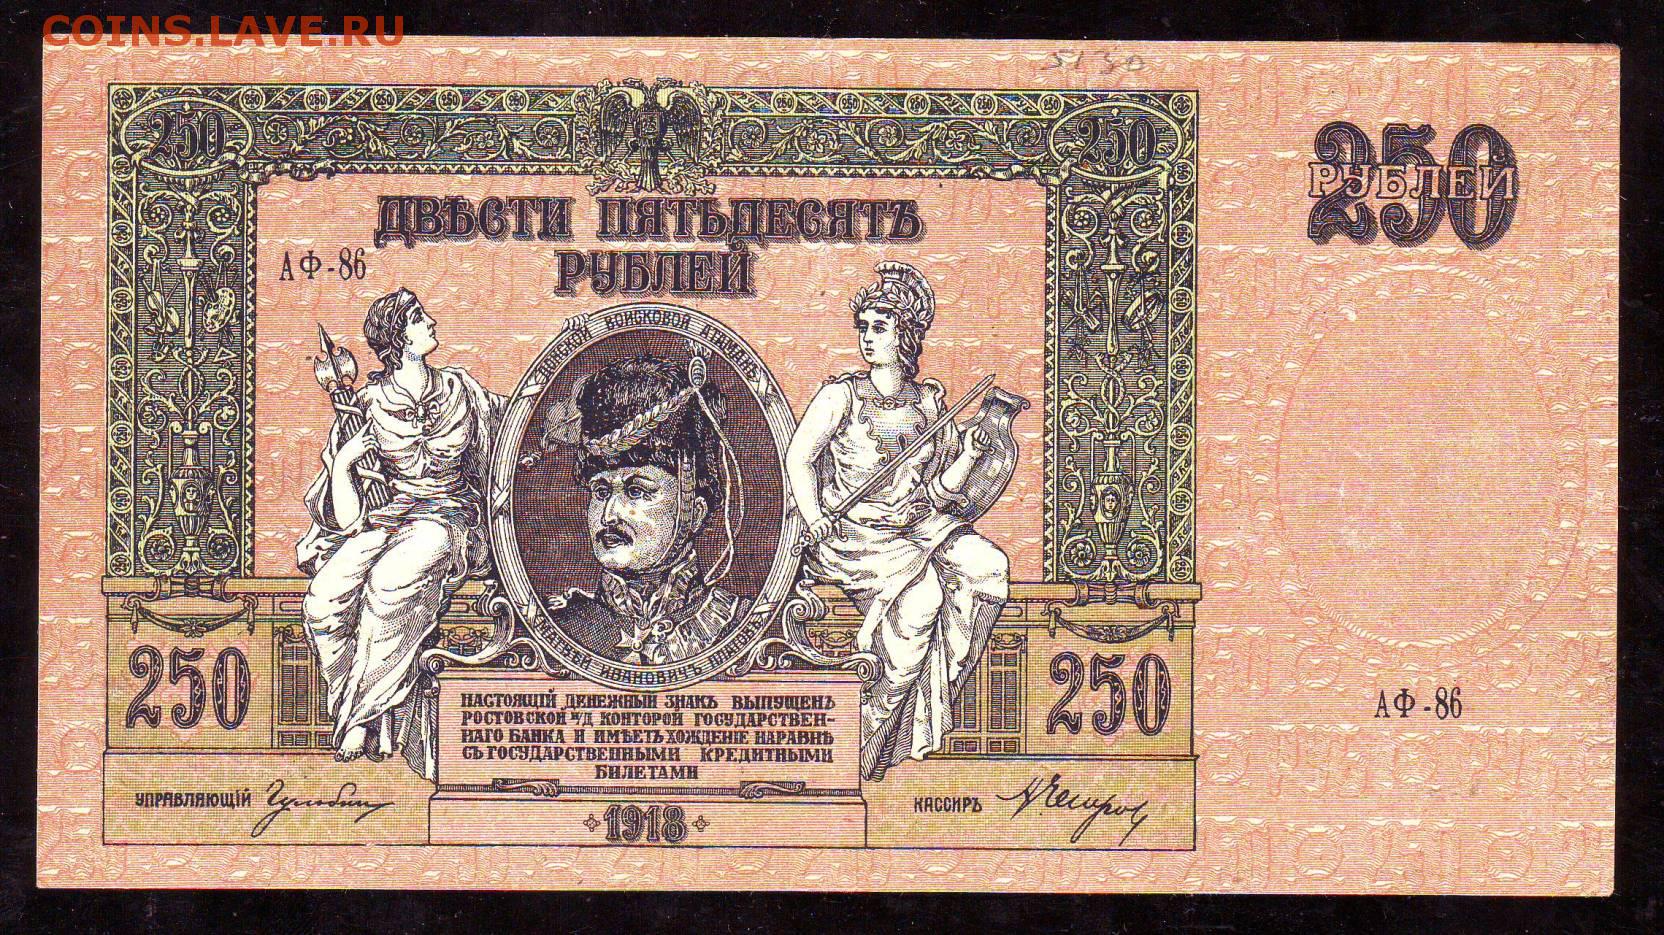 COINS.LAVE.RU
5130
250
250
250
РУБЛЕЙ
ДВѢСТИ ПЯТЬДЕСЯТЪ
РУБЛЕЙ
АФ-86
ДОНСКОЙ ВОЙСКОВОЙ АТАМАНЪ
МАТВѢЙ ИВАНОВИЧЪ ПЛАТОВЪ
250
250
АФ-86
НАСТОЯЩІЙ ДЕНЕЖНЫЙ ЗНАКЪ ВЫПУЩЕНЪ
РОСТОВСКОЙ н/Д КОНТОРОЙ ГОСУДАРСТВЕН-
НАГО БАНКА И ИМѢЕТЪ ХОЖДЕНІЕ НАРАВНѢ
СЪ ГОСУДАРСТВЕННЫМИ КРЕДИТНЫМИ
БИЛЕТАМИ
УПРАВЛЯЮЩІЙ
КАССИРЪ
1918